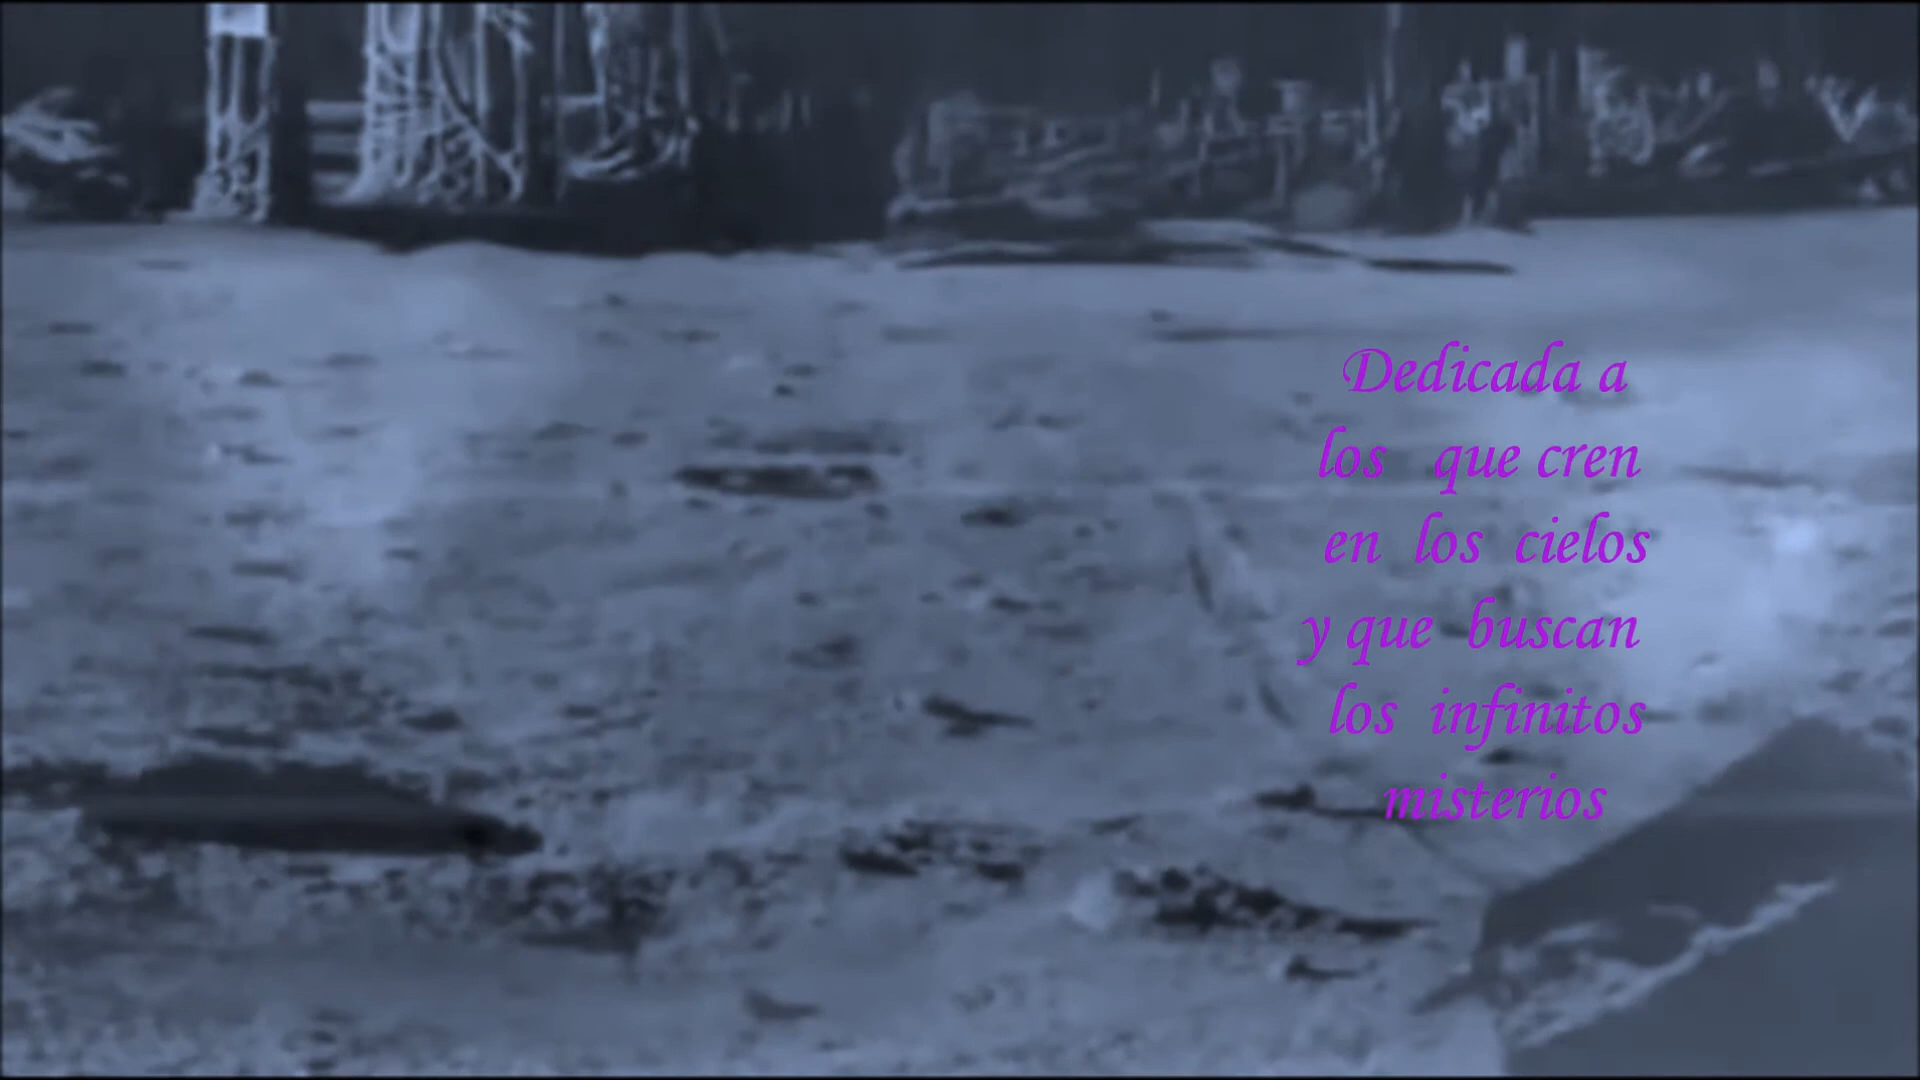 Dedicada a
los que cren
en los cielos
y que buscan
los infinitos
misterios